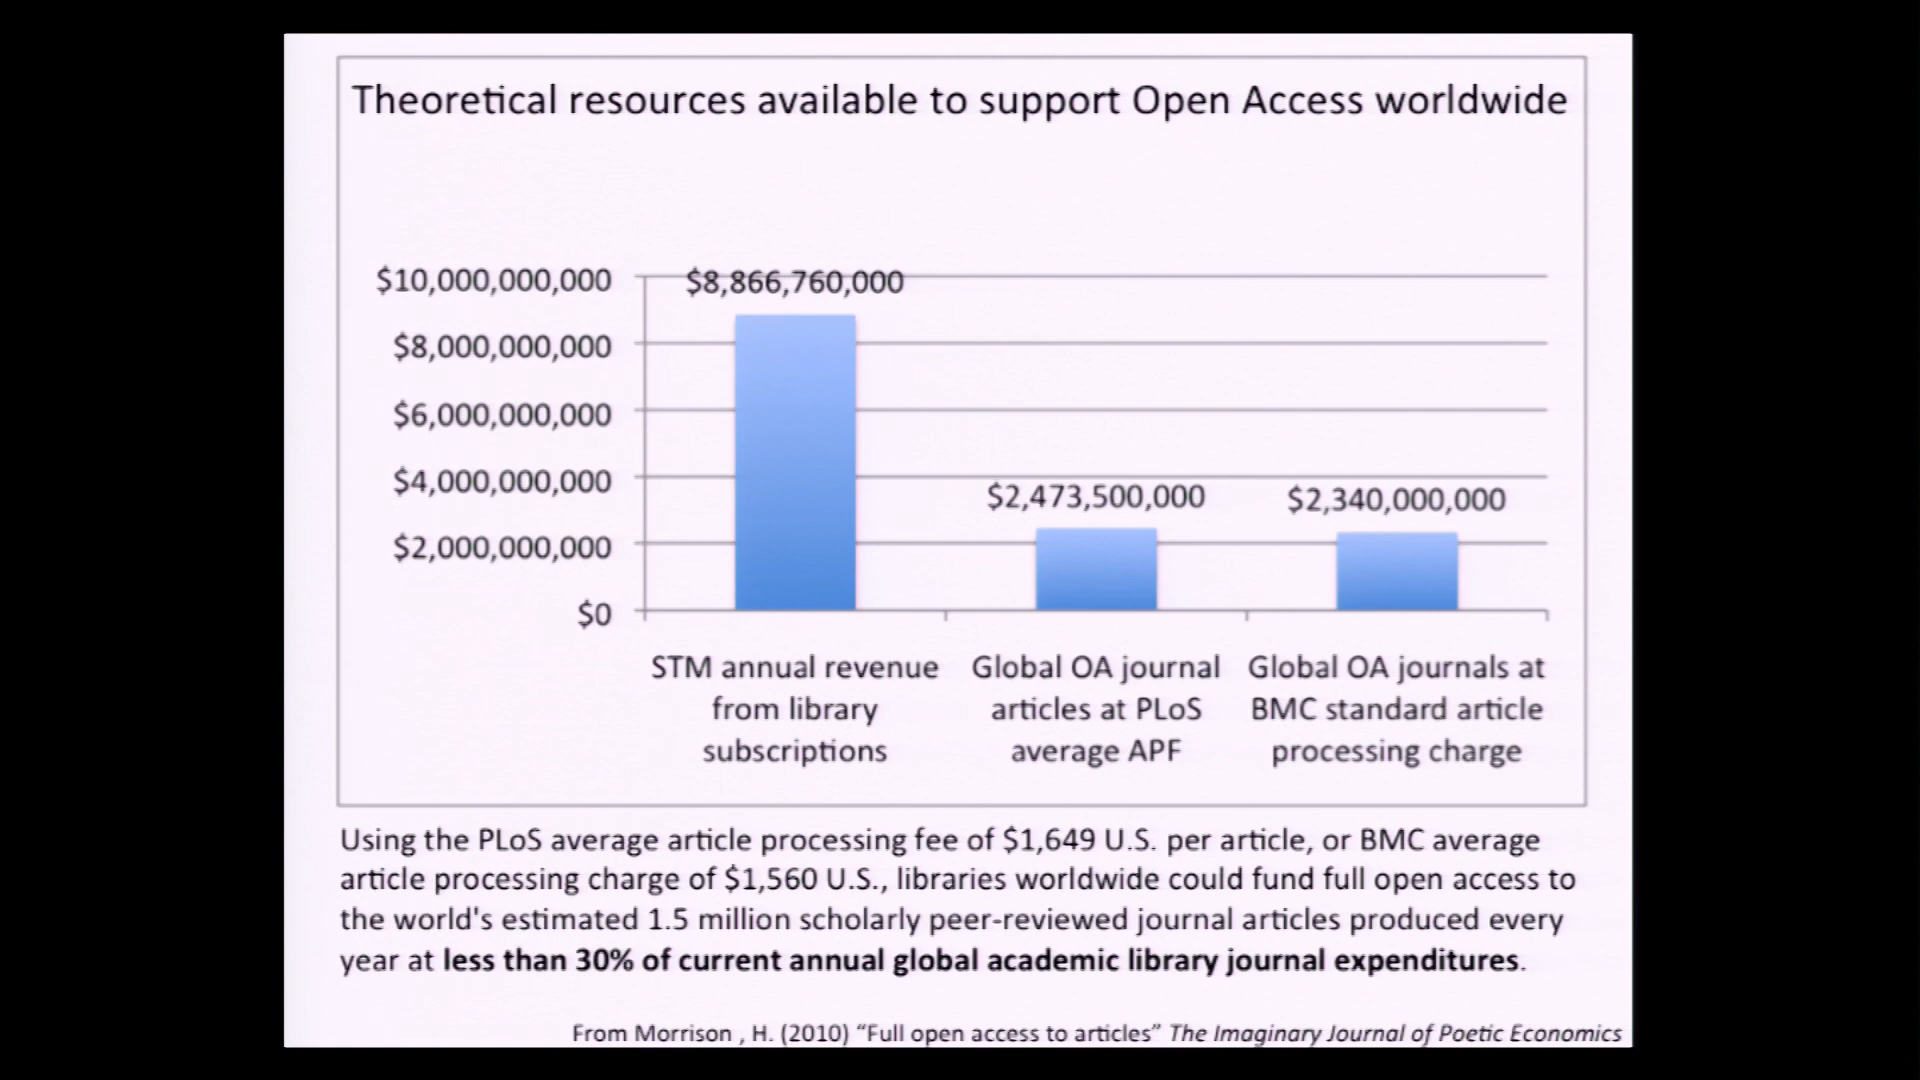 Theoretical resources available to support Open Access worldwide
$10,000,000,000
$8,000,000,000
$6,000,000,000
$4,000,000,000
$2,000,000,000
$0
$8,866,760,000
$2,473,500,000
$2,340,000,000
STM annual revenue
from library
subscriptions
Global OA journal
articles at PLoS
average APF
Global OA journals at
BMC standard article
processing charge
Using the PLoS average article processing fee of $1,649 U.S. per article, or BMC average
article processing charge of $1,560 U.S., libraries worldwide could fund full open access to
the world's estimated 1.5 million scholarly peer-reviewed journal articles produced every
year at less than 30% of current annual global academic library journal expenditures.
From Morrison , H. (2010) “Full open access to articles” The Imaginary Journal of Poetic Economics